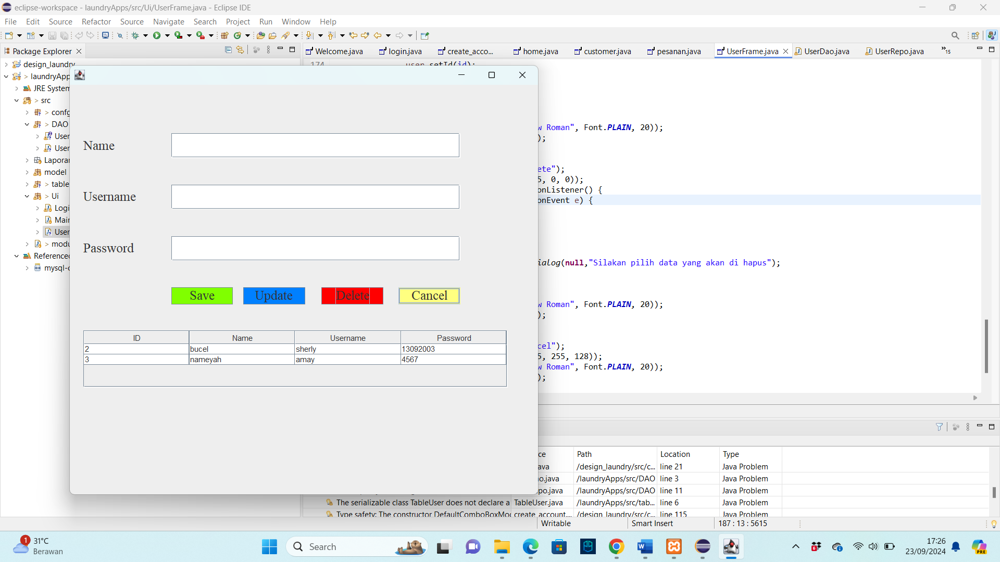 eclipse-workspace - laundryApps/src/Ui/UserFrame.java - Eclipse IDE
File Edit Source Refactor Source Navigate Search Project Run Window Help
Package Explorer
Welcome.java login.java create_acco... home.java customer.java pesanan.java UserFrame.java UserDao.java UserRepo.java »15
design_laundry
174 user.setId(id);
> laundryApp
JRE System
> src
> confg
> DAO
w Roman", Font.PLAIN, 20));
User
);
User
Name
Laporan
ete");
model
5, 0, 0));
> table
onListener() {
> Ui
Username
onEvent e) {
Logi
Main
User
> modu
Password
Referenced
ialog(null,"Silakan pilih data yang akan di hapus");
mysql-c
Save Update Delete Cancel
w Roman", Font.PLAIN, 20));
);
ID Name Username Password
cel");
2 bucel sherly 13092003
5, 255, 128));
3 nameyah amay 4567
w Roman", Font.PLAIN, 20));
);
ce Path Location Type
ava /design_laundry/src/c... line 21 Java Problem
o.java /laundryApps/src/DAO line 3 Java Problem
po.java /laundryApps/src/DAO line 11 Java Problem
The serializable class TableUser does not declare a TableUser.java /laundryApps/src/tab... line 6 Java Problem
Type safety: The constructor DefaultComboBoxMod create_account.... /design_laundry/src/c... line 115 Java Problem
Writable Smart Insert 187 : 13 : 5615
1 31°C
Berawan
Search
6
17:26
23/09/2024
PRE